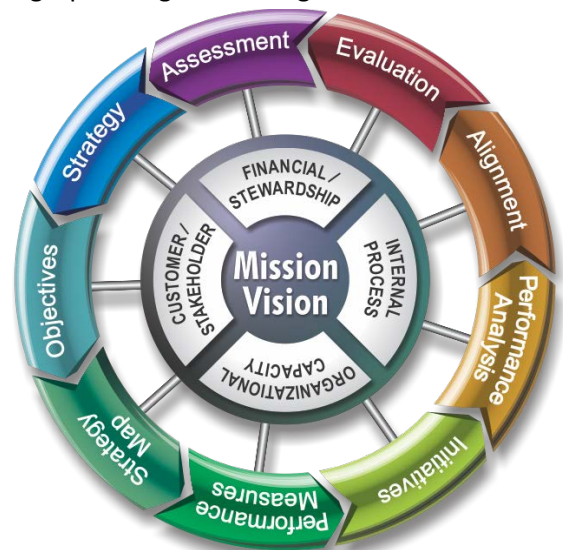 Assessment
Evaluation
Alignment
Performance
Analysis
Initiatives
Performance
Measures
Strategy
Map
Objectives
Strategy
FINANCIAL /
STEWARDSHIP
INTERNAL
PROCESS
ORGANIZATIONAL
CAPACITY
CUSTOMER /
STAKEHOLDER
Mission
Vision